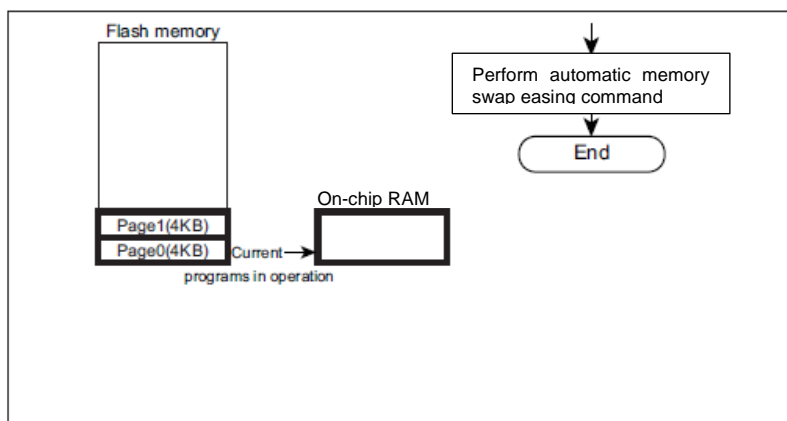 Flash memory
Page1(4KB)
Page0(4KB)
Current
programs in operation
On-chip RAM
Perform automatic memory
swap easing command
End